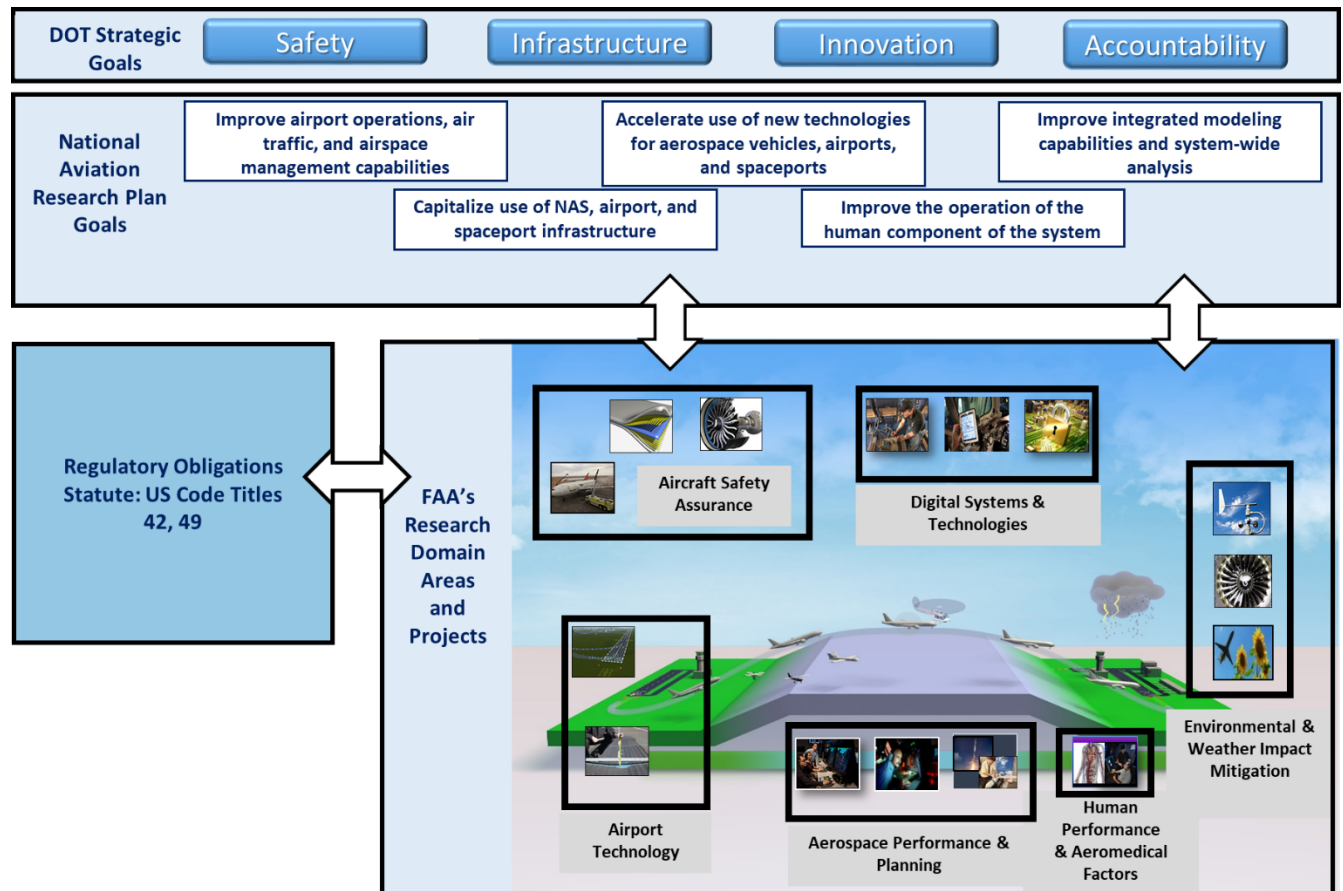 DOT Strategic
Goals
Safety
Infrastructure
Innovation
Accountability
National
Aviation
Research Plan
Goals
Improve airport operations, air
traffic, and airspace
management capabilities
Accelerate use of new technologies
for aerospace vehicles, airports,
and spaceports
Improve integrated modeling
capabilities and system-wide
analysis
Capitalize use of NAS, airport, and
spaceport infrastructure
Improve the operation of the
human component of the system
Regulatory Obligations
Statute: US Code Titles
42, 49
FAA’s
Research
Domain
Areas
and
Projects
Aircraft Safety
Assurance
Digital Systems &
Technologies
Environmental &
Weather Impact
Mitigation
Airport
Technology
Aerospace Performance &
Planning
Human
Performance
& Aeromedical
Factors